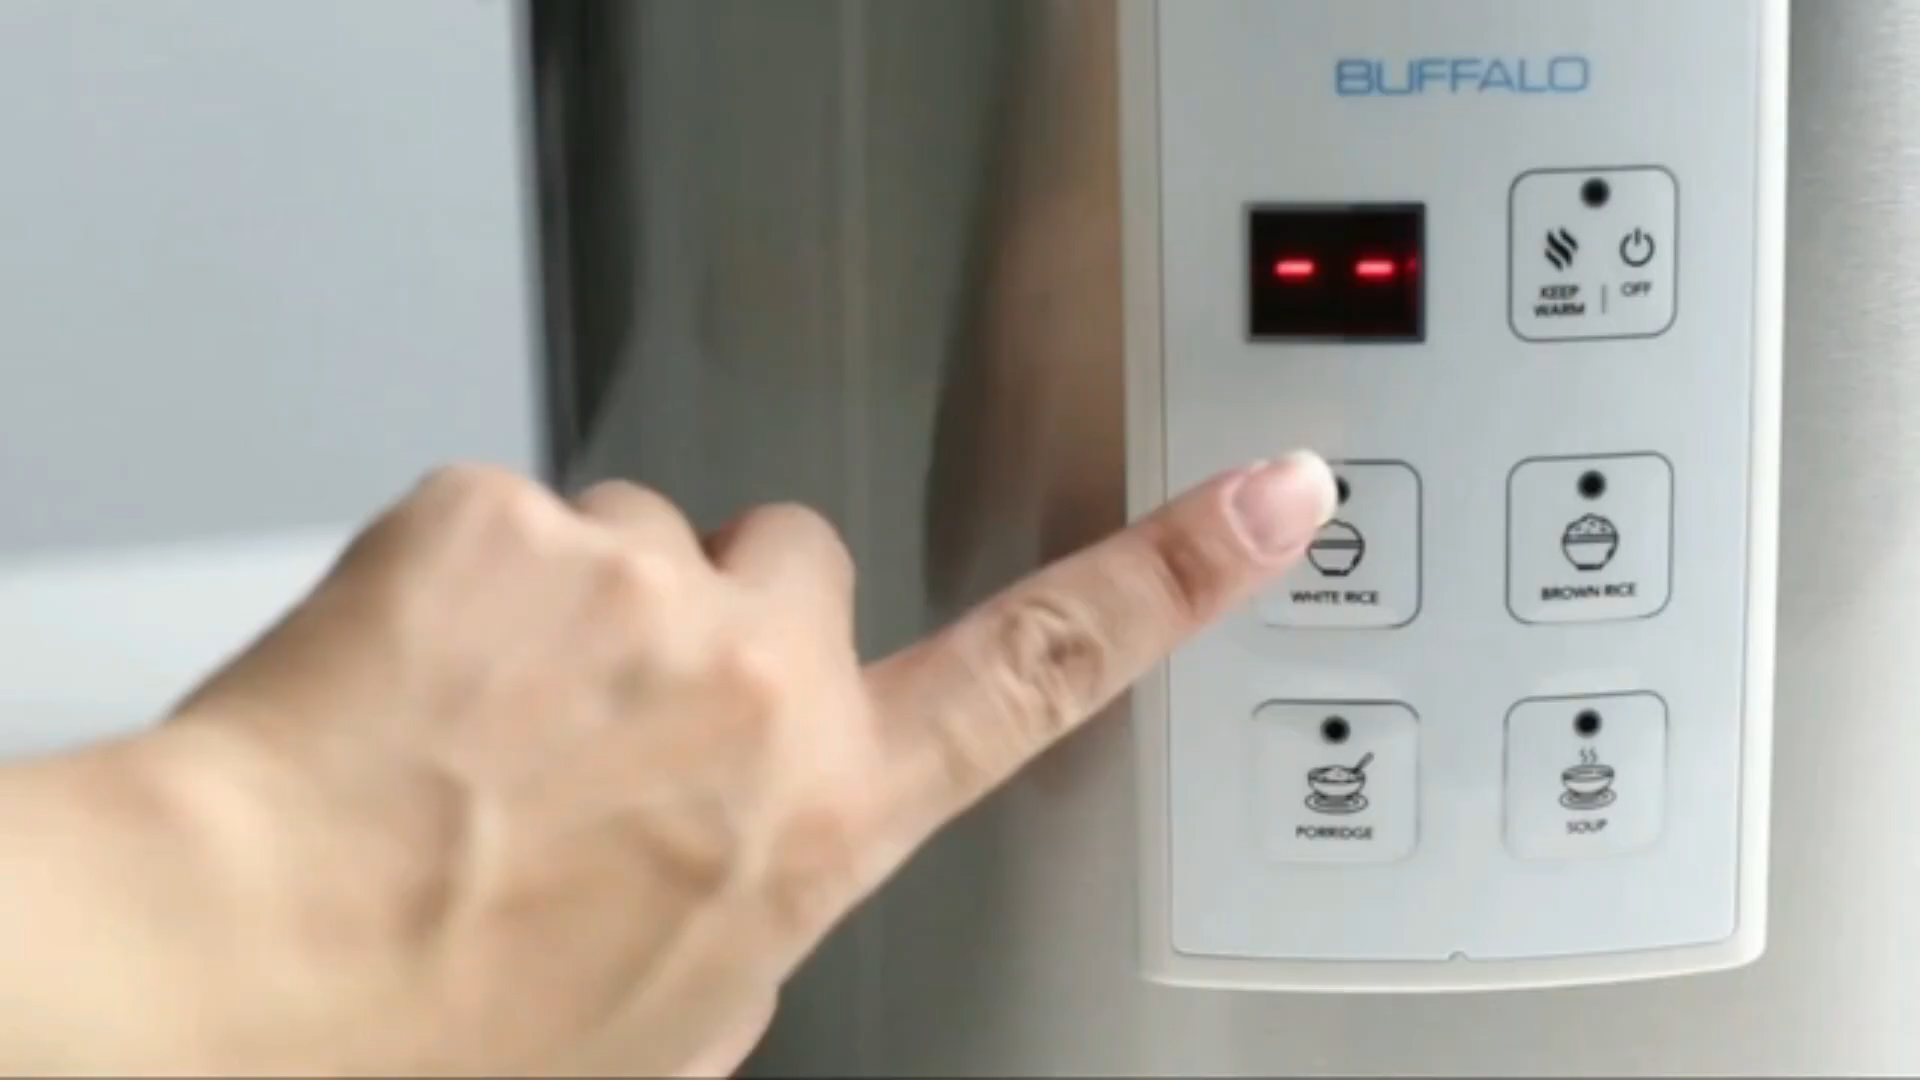 BUFFALO
- -
KEEP
WARM | OFF
WHITE RICE
BROWN RICE
PORRIDGE
SOUP